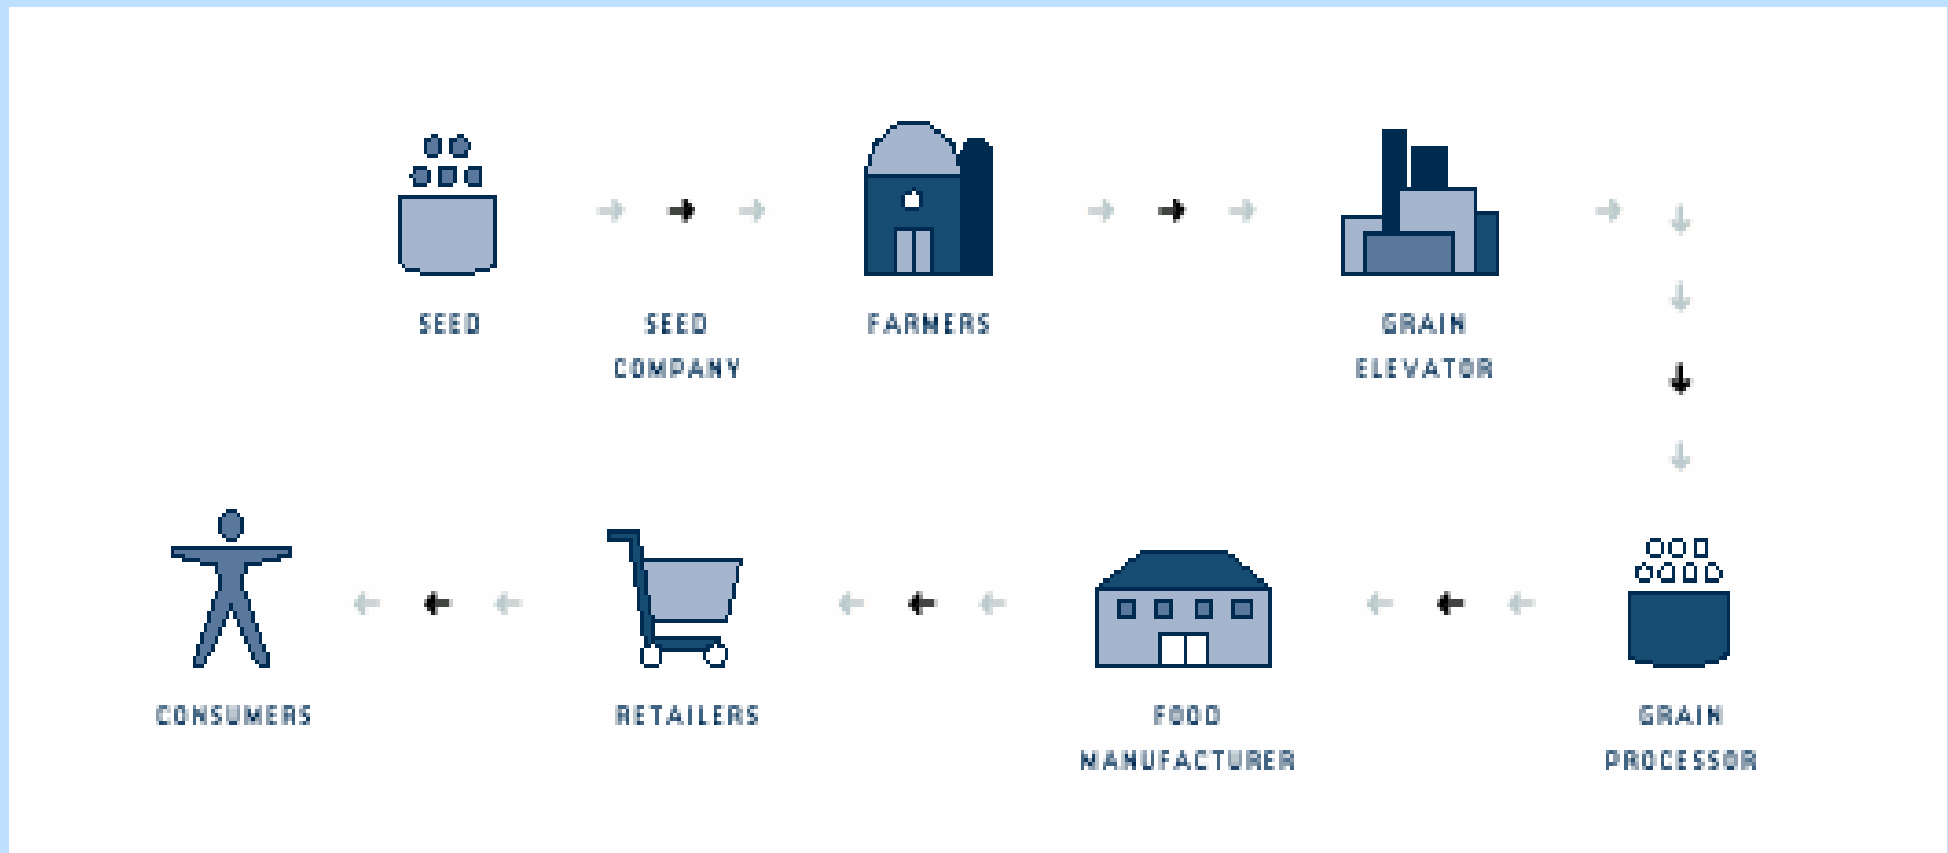 SEED
SEED
COMPANY
FARMERS
GRAIN
ELEVATOR
CONSUMERS
RETAILERS
FOOD
MANUFACTURER
GRAIN
PROCESSOR